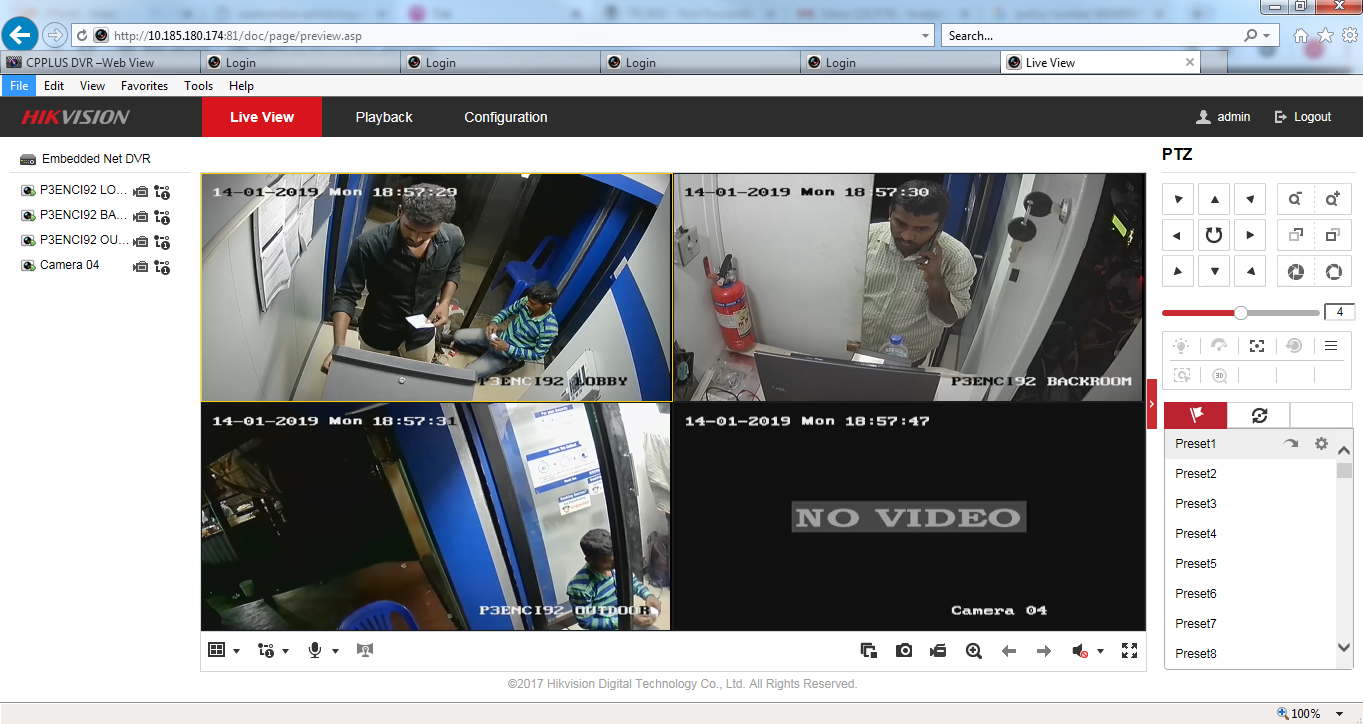 http://10.185.180.174:81/doc/page/preview.asp
Search...
CPPLUS DVR –Web View
Login
Login
Login
Login
Live View
File Edit View Favorites Tools Help
HIKVISION
Live View
Playback
Configuration
admin
Logout
Embedded Net DVR
P3ENCI92 LO...
P3ENCI92 BA...
P3ENCI92 OU...
Camera 04
14-01-2019 Mon 18:57:29
P3ENCI92 LOBBY
14-01-2019 Mon 18:57:30
P3ENCI92 BACKROOM
14-01-2019 Mon 18:57:31
P3ENCI92 OUTDOOR
14-01-2019 Mon 18:57:47
NO VIDEO
Camera 04
PTZ
4
3D
Preset1
Preset2
Preset3
Preset4
Preset5
Preset6
Preset7
Preset8
©2017 Hikvision Digital Technology Co., Ltd. All Rights Reserved.
100%